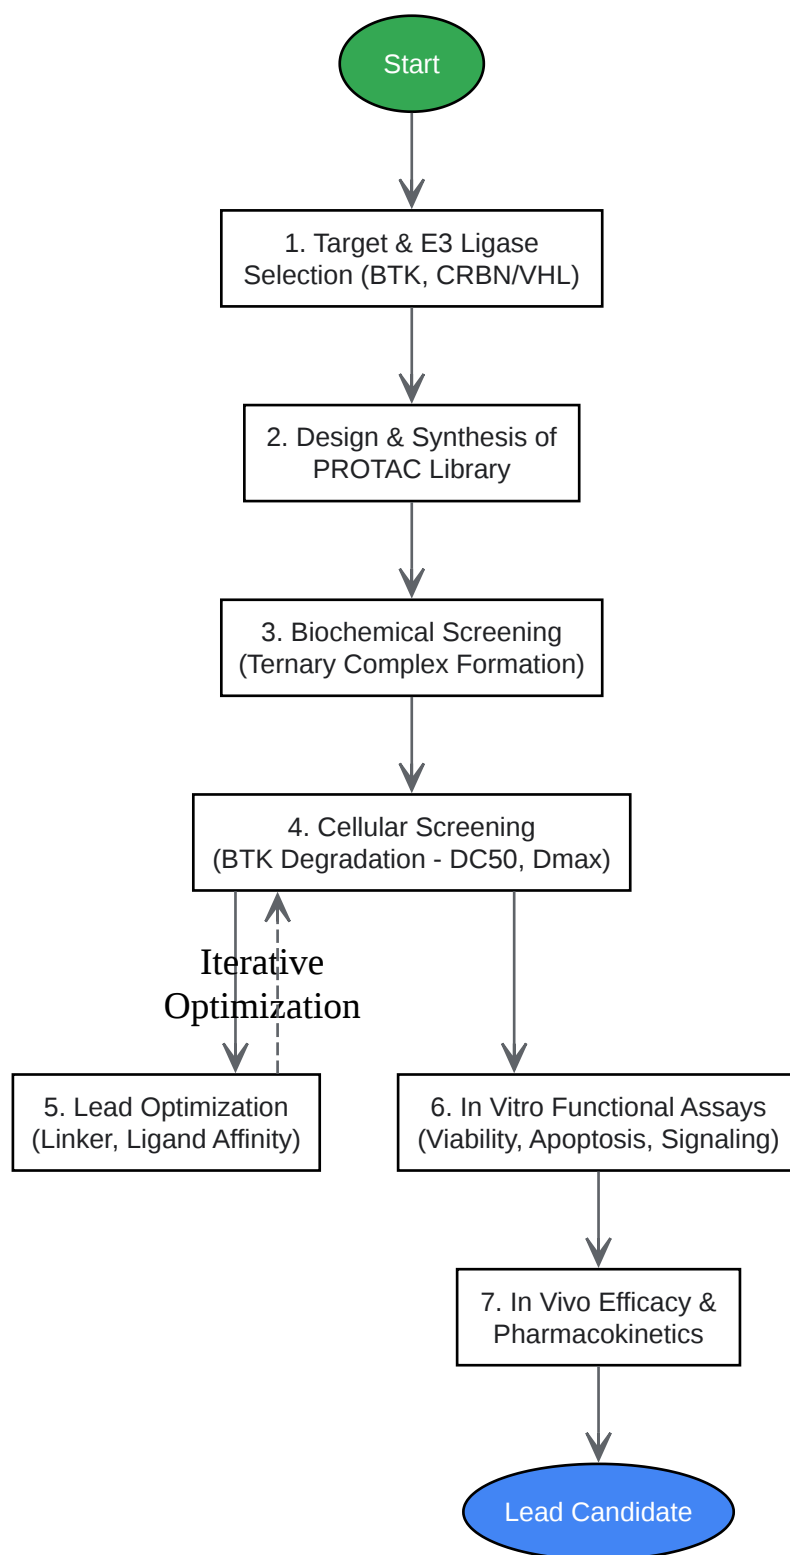 Start
1. Target & E3 Ligase
Selection (BTK, CRBN/VHL)
2. Design & Synthesis of
PROTAC Library
3. Biochemical Screening
(Ternary Complex Formation)
4. Cellular Screening
(BTK Degradation - DC50, Dmax)
Iterative
Optimization
5. Lead Optimization
(Linker, Ligand Affinity)
6. In Vitro Functional Assays
(Viability, Apoptosis, Signaling)
7. In Vivo Efficacy &
Pharmacokinetics
Lead Candidate